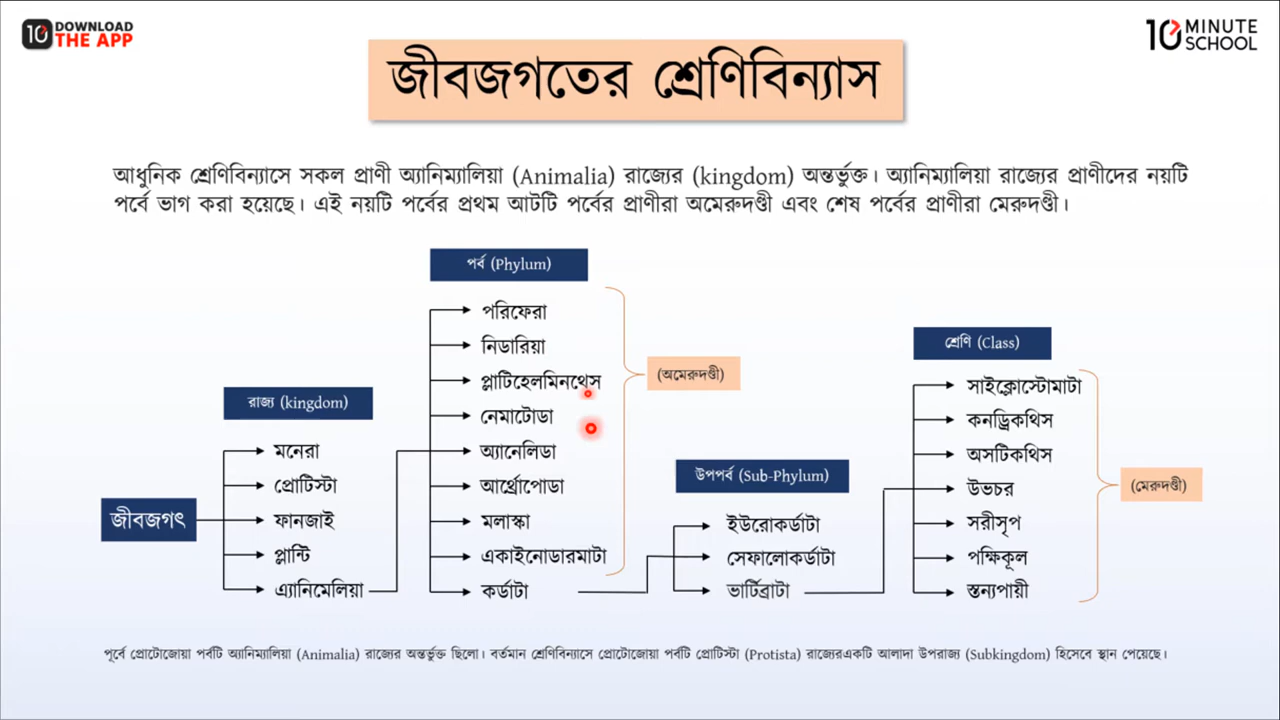 10 DOWNLOAD
THE APP
10 MINUTE
SCHOOL
জীবজগতের শ্রেণিবিন্যাস
আধুনিক শ্রেণিবিন্যাসে সকল প্রাণী অ্যানিম্যালিয়া (Animalia) রাজ্যের (kingdom) অন্তর্ভুক্ত। অ্যানিম্যালিয়া রাজ্যের প্রাণীদের নয়টি
পর্বে ভাগ করা হয়েছে। এই নয়টি পর্বের প্রথম আটটি পর্বের প্রাণীরা অমেরুদণ্ডী এবং শেষ পর্বের প্রাণীরা মেরুদণ্ডী।
জীবজগৎ
রাজ্য (kingdom)
মনেরা
প্রোটিস্টা
ফানজাই
প্লান্টি
এ্যানিমেলিয়া
পর্ব (Phylum)
পরিফেরা
নিডারিয়া
প্লাটিহেলমিনথেস
নেমাটোডা
অ্যানেলিডা
আর্থ্রোপোডা
মলাস্কা
একাইনোডারমাটা
কর্ডাটা
(অমেরুদণ্ডী)
উপপর্ব (Sub-Phylum)
ইউরোকর্ডাটা
সেফালোকর্ডাটা
ভার্টিব্রাটা
শ্রেণি (Class)
সাইক্লোস্টোমাটা
কনড্রিকথিস
অসটিকথিস
উভচর
সরীসৃপ
পক্ষিকূল
স্তন্যপায়ী
(মেরুদণ্ডী)
পূর্বে প্রোটোজোয়া পর্বটি অ্যানিম্যালিয়া (Animalia) রাজ্যের অন্তর্ভুক্ত ছিলো। বর্তমান শ্রেণিবিন্যাসে প্রোটোজোয়া পর্বটি প্রোটিস্টা (Protista) রাজ্যেরএকটি আলাদা উপরাজ্য (Subkingdom) হিসেবে স্থান পেয়েছে।